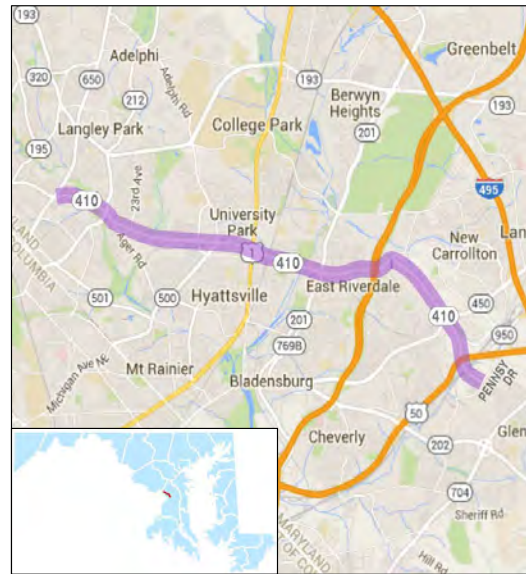 193
Adelphi
320
650
Adelphi Rd
212
Langley Park
195
193
Greenbelt
Berwyn
Heights
193
College Park
201
495
410
23rd Ave
University
Park
1
410
New
Carrollton
Lan
Ager Rd
YLAND
COLUMBIA
East Riverdale
501
500
Hyattsville
201
769B
450
410
950
Michigan Ave NE
Mt Rainier
Bladensburg
PENNSY
DR
50
Cheverly
202
Glen
704
Sheriff Rd
MARYLAND
Hill Rd